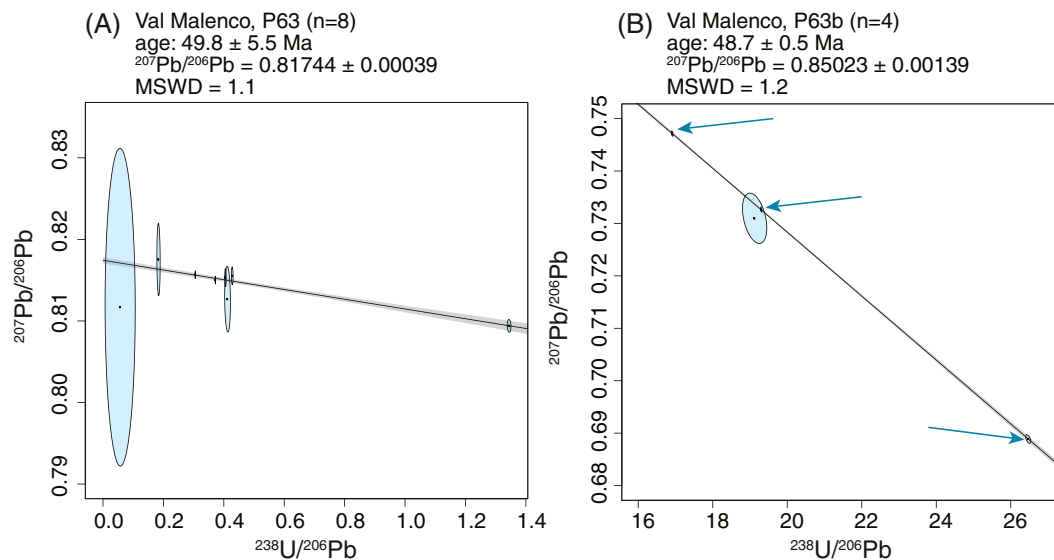 (A) Val Malenco, P63 (n=8)
age: 49.8 ± 5.5 Ma
²⁰⁷Pb/²⁰⁶Pb = 0.81744 ± 0.00039
MSWD = 1.1
0.83
0.82
0.81
0.80
0.79
²⁰⁷Pb/²⁰⁶Pb
0.0 0.2 0.4 0.6 0.8 1.0 1.2 1.4
²³⁸U/²⁰⁶Pb
(B) Val Malenco, P63b (n=4)
age: 48.7 ± 0.5 Ma
²⁰⁷Pb/²⁰⁶Pb = 0.85023 ± 0.00139
MSWD = 1.2
0.75
0.74
0.73
0.72
0.71
0.70
0.69
0.68
²⁰⁷Pb/²⁰⁶Pb
16 18 20 22 24 26
²³⁸U/²⁰⁶Pb